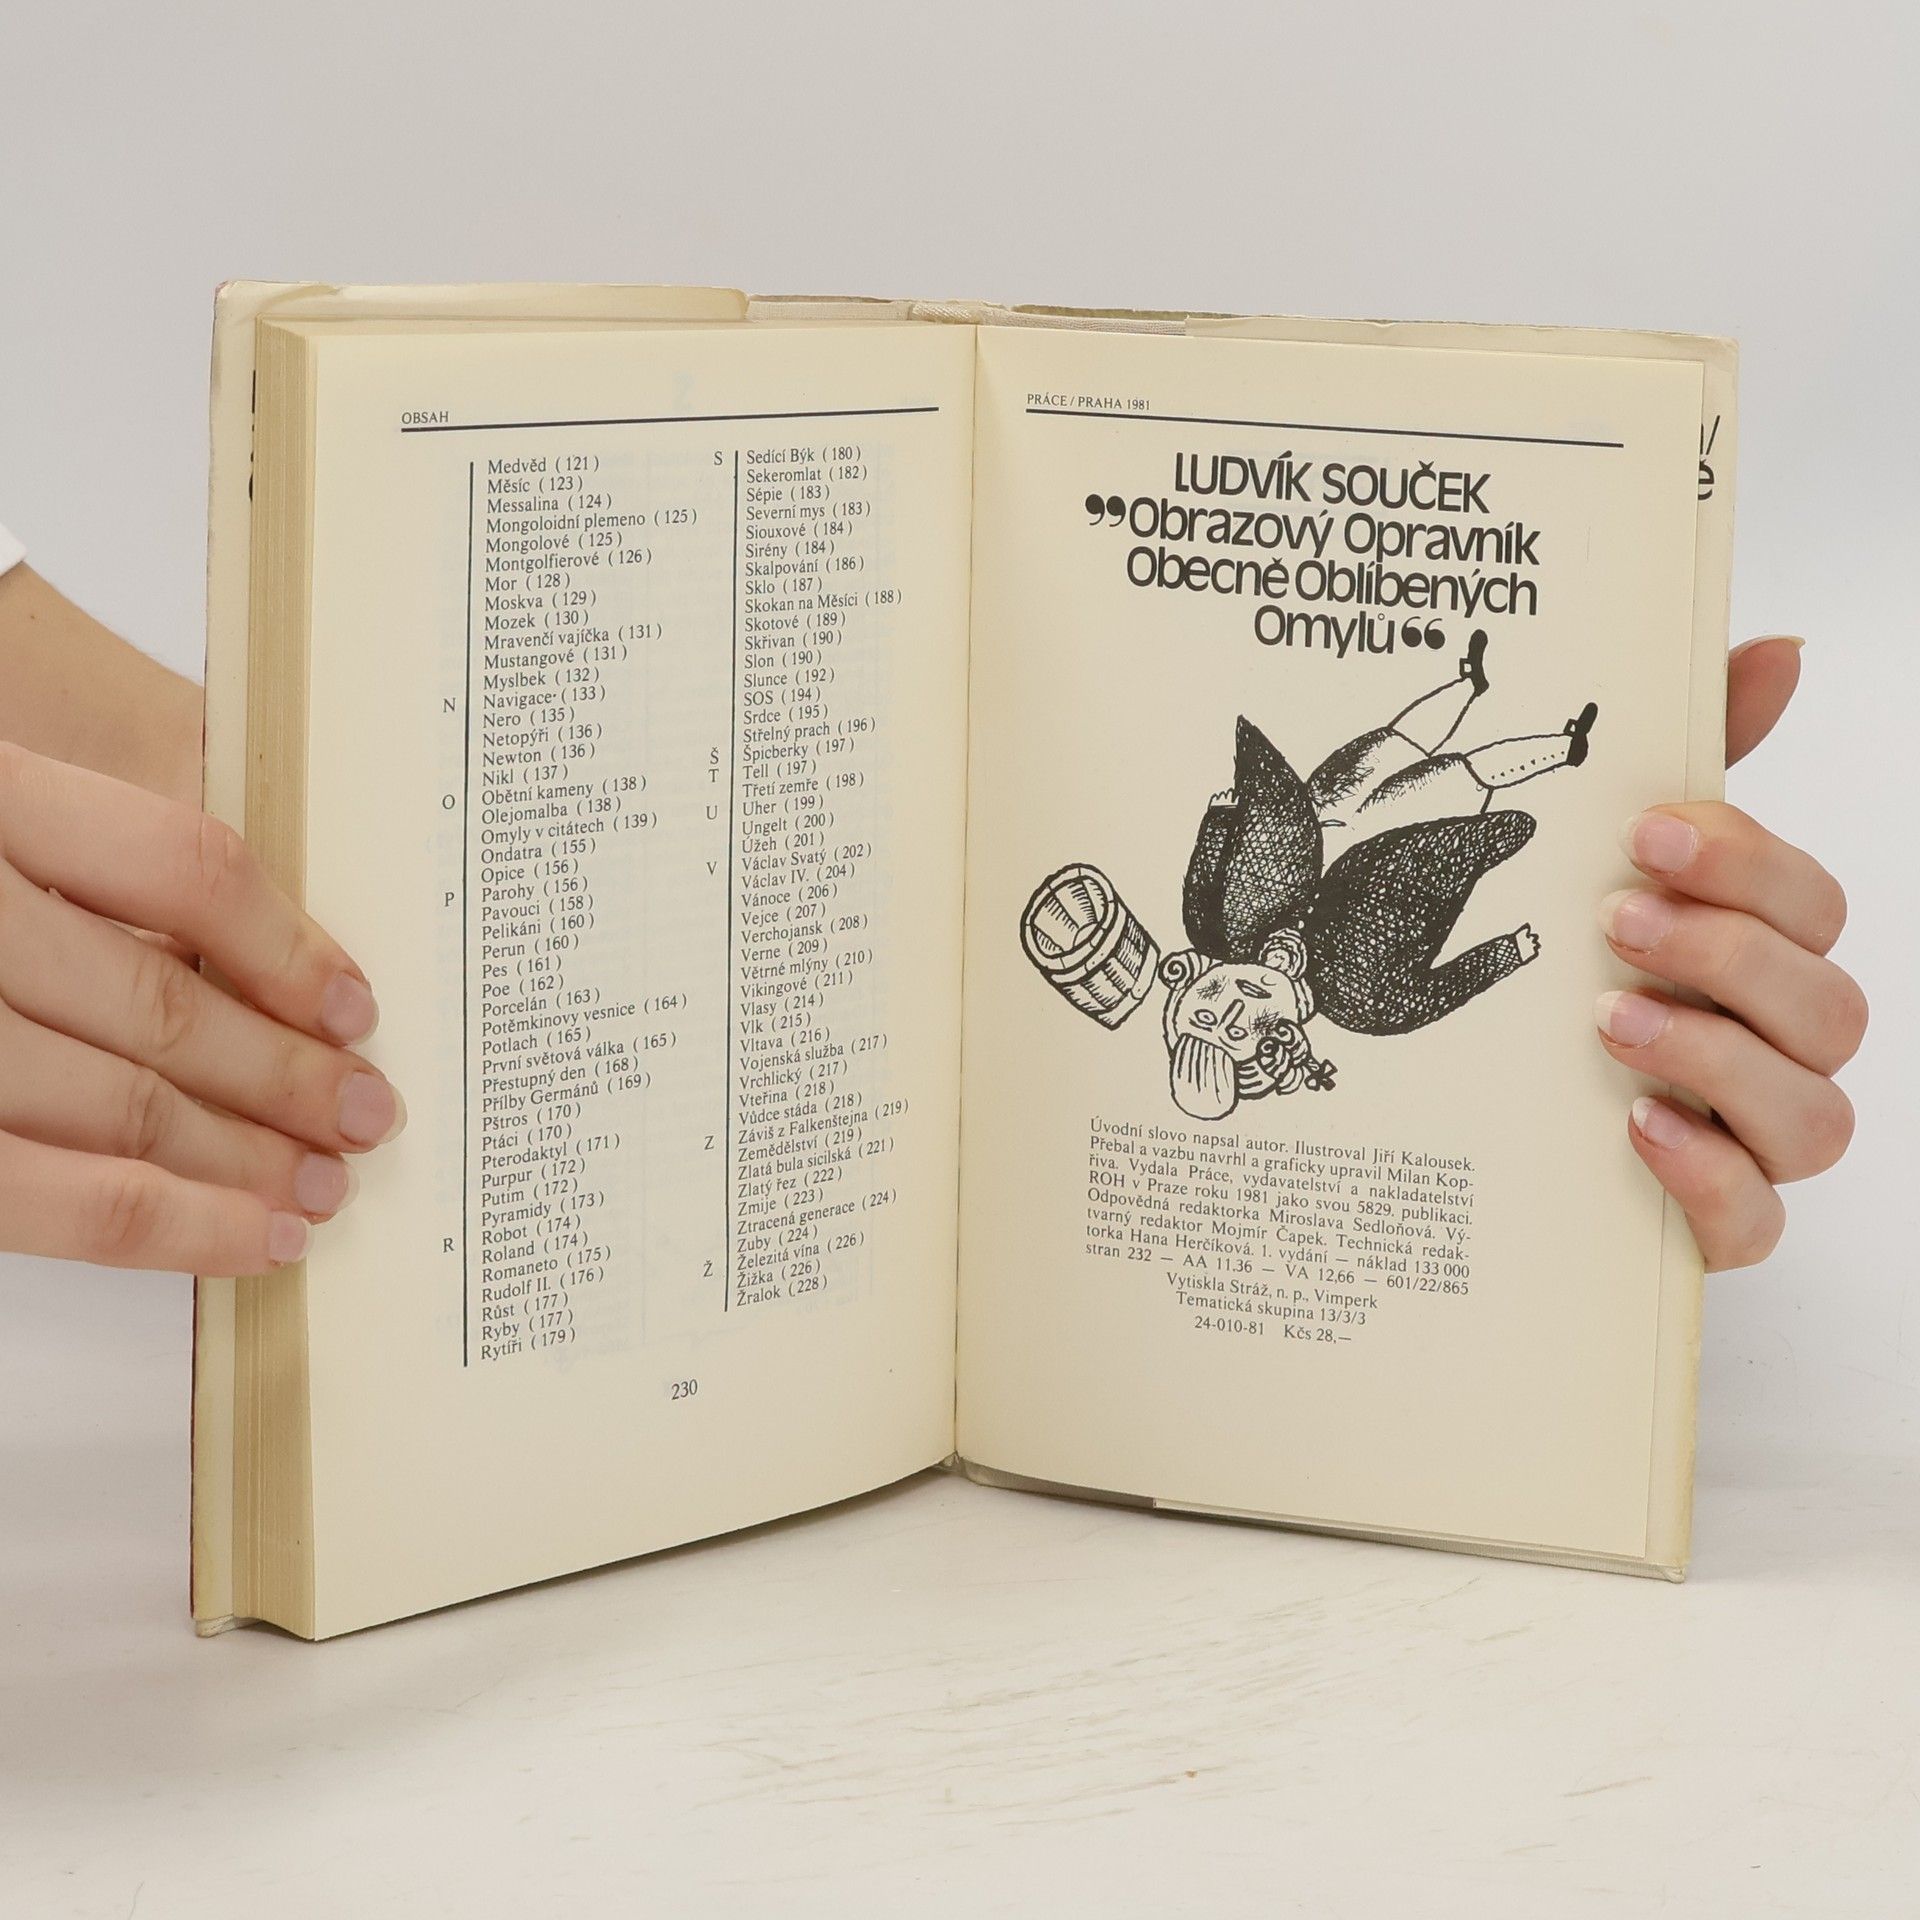 OBSAH
Medvěd (121)
Měsíc (123)
Messalina (124)
Mongoloidní plemeno (125)
Mongolové (125)
Montgolfierové (126)
Mor (128)
Moskva (129)
Mozek (130)
Mravenčí vajíčka (131)
Mustangové (131)
Myslbek (132)
N Navigace (133)
Nero (135)
Netopýři (136)
Newton (136)
Nikl (137)
O Obětní kameny (138)
Olejomalba (138)
Omyly v citátech (139)
Ondatra (155)
Opice (156)
P Parohy (156)
Pavouci (158)
Pelikáni (160)
Perun (160)
Pes (161)
Poe (162)
Porcelán (163)
Potěmkinovy vesnice (164)
Potlach (165)
První světová válka (165)
Přestupný den (168)
Přílby Germánů (169)
Pštros (170)
Ptáci (170)
Pterodaktyl (171)
Purpur (172)
Putim (172)
Pyramidy (173)
R Robot (174)
Roland (174)
Romaneto (175)
Rudolf II. (176)
Růst (177)
Ryby (177)
Rytíři (179)
S Sedící Býk (180)
Sekeromlat (182)
Sépie (183)
Severní mys (183)
Siouxové (184)
Sirény (184)
Skalpování (186)
Sklo (187)
Skokan na Měsíci (188)
Skotové (189)
Skřivan (190)
Slon (190)
Slunce (192)
SOS (194)
Srdce (195)
Střelný prach (196)
Š Špicberky (197)
T Tell (197)
Třetí zemře (198)
U Uher (199)
Ungelt (200)
Úžeh (201)
V Václav Svatý (202)
Václav IV. (204)
Vánoce (206)
Vejce (207)
Verchojansk (208)
Verne (209)
Větrné mlýny (210)
Vikingové (211)
Vlasy (214)
Vlk (215)
Vltava (216)
Vojenská služba (217)
Vrchlický (217)
Vteřina (218)
Vůdce stáda (218)
Z Záviš z Falkenštejna (219)
Zemědělství (219)
Zlatá bula sicilská (221)
Zlatý řez (222)
Zmije (223)
Ztracená generace (224)
Zuby (224)
Ž Železitá vína (226)
Žižka (226)
Žralok (228)
230
PRÁCE / PRAHA 1981
LUDVÍK SOUČEK
”Obrazový Opravník
Obecně Oblíbených
Omylů“
Úvodní slovo napsal autor. Ilustroval Jiří Kalousek.
Přebal a vazbu navrhl a graficky upravil Milan Kop-
řiva. Vydala Práce, vydavatelství a nakladatelství
ROH v Praze roku 1981 jako svou 5829. publikaci.
Odpovědná redaktorka Miroslava Sedloňová. Vý-
tvarný redaktor Mojmír Čapek. Technická redak-
torka Hana Herčíková. 1. vydání — náklad 133 000
stran 232 — AA 11,36 — VA 12,66 — 601/22/865
Vytiskla Stráž, n. p., Vimperk
Tematická skupina 13/3/3
24-010-81 Kčs 28,—